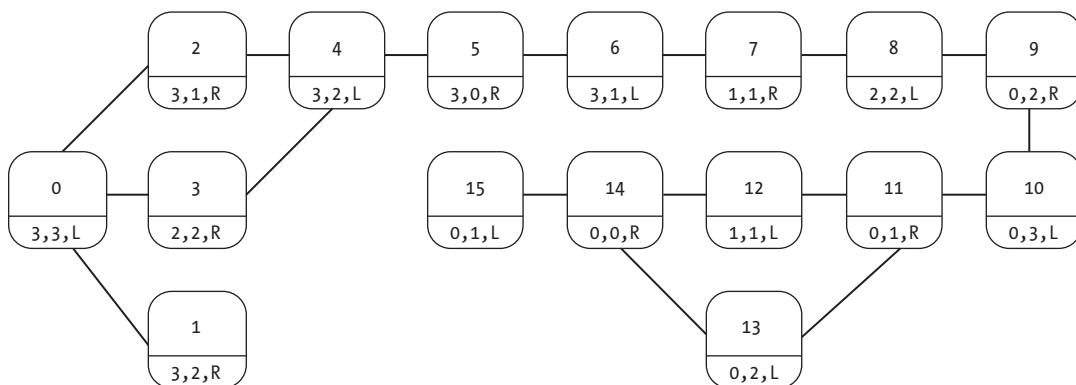 2
3,1,R
4
3,2,L
5
3,0,R
6
3,1,L
7
1,1,R
8
2,2,L
9
0,2,R
0
3,3,L
3
2,2,R
15
0,1,L
14
0,0,R
12
1,1,L
11
0,1,R
10
0,3,L
1
3,2,R
13
0,2,L